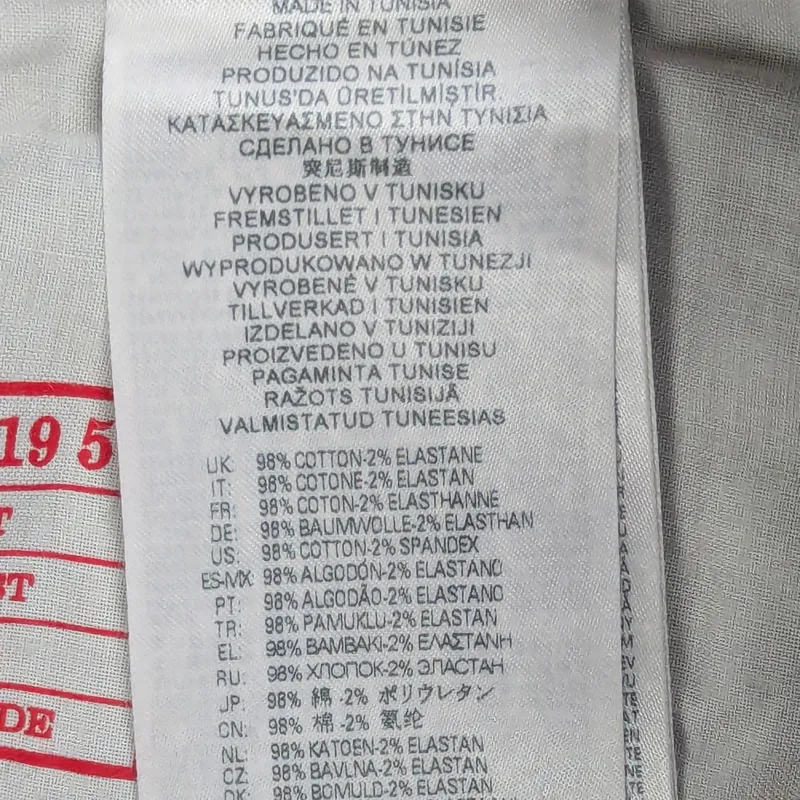 MADE IN TUNISIA
FABRIQUÉ EN TUNISIE
HECHO EN TÚNEZ
PRODUZIDO NA TUNÍSIA
TUNUS'DA ÜRETİLMİŞTİR
ΚΑΤΑΣΚΕΥΑΣΜΕΝΟ ΣΤΗΝ ΤΥΝΙΣΙΑ
СДЕЛАНО В ТУНИСЕ
突尼斯制造
VYROBENO V TUNISKU
FREMSTILLET I TUNESIEN
PRODUSERT I TUNISIA
WYPRODUKOWANO W TUNEZJI
VYROBENÉ V TUNISKU
TILLVERKAD I TUNISIEN
IZDELANO V TUNIZIJI
PROIZVEDENO U TUNISU
PAGAMINTA TUNISE
RAŽOTS TUNISIJĀ
VALMISTATUD TUNEESIAS
UK: 98% COTTON-2% ELASTANE
IT: 98% COTONE-2% ELASTAN
FR: 98% COTON-2% ELASTHANNE
DE: 98% BAUMWOLLE-2% ELASTHAN
US: 98% COTTON-2% SPANDEX
ES-MX: 98% ALGODÓN-2% ELASTANO
PT: 98% ALGODÃO-2% ELASTANO
TR: 98% PAMUKLU-2% ELASTAN
EL: 98% ΒΑΜΒΑΚΙ-2% ΕΛΑΣΤΑΝΗ
RU: 98% ХЛОПОК-2% ЭЛАСТАН
JP: 98% 綿 -2% ポリウレタン
CN: 98% 棉 -2% 氨纶
NL: 98% KATOEN-2% ELASTAN
CZ: 98% BAVLNA-2% ELASTAN
DK: 98% BOMULD-2% ELASTAN
19 5
T
ST
DE